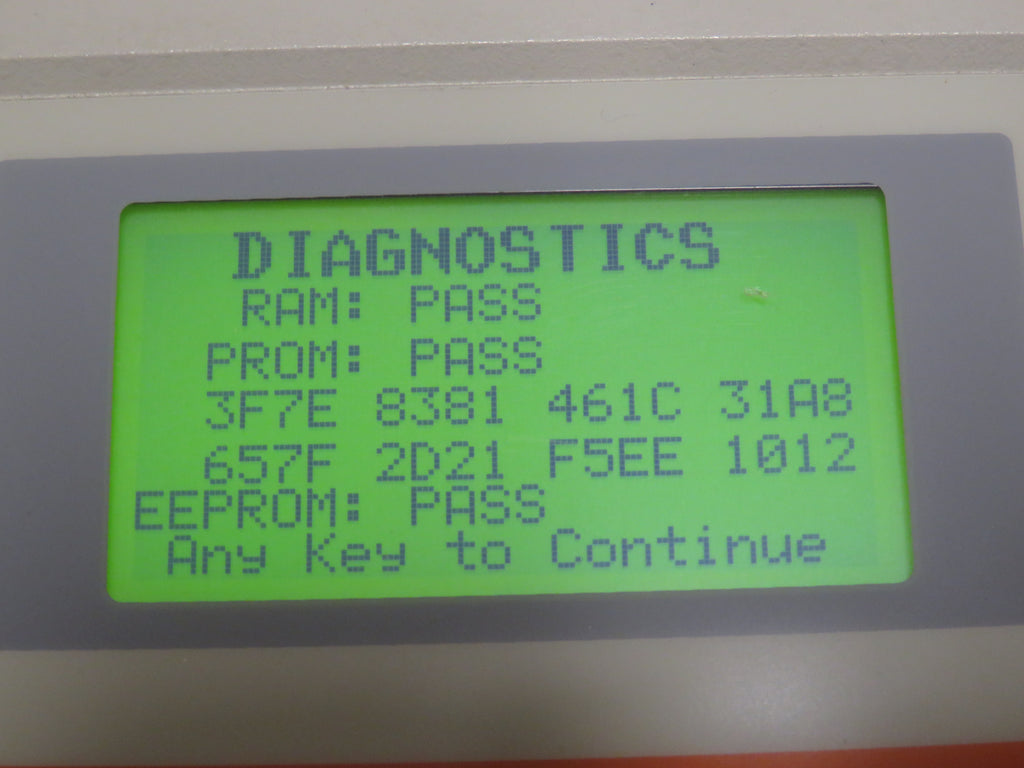 DIAGNOSTICS
RAM: PASS
PROM: PASS
3F7E 8381 461C 31A8
657F 2D21 F5EE 1012
EEPROM: PASS
Any Key to Continue